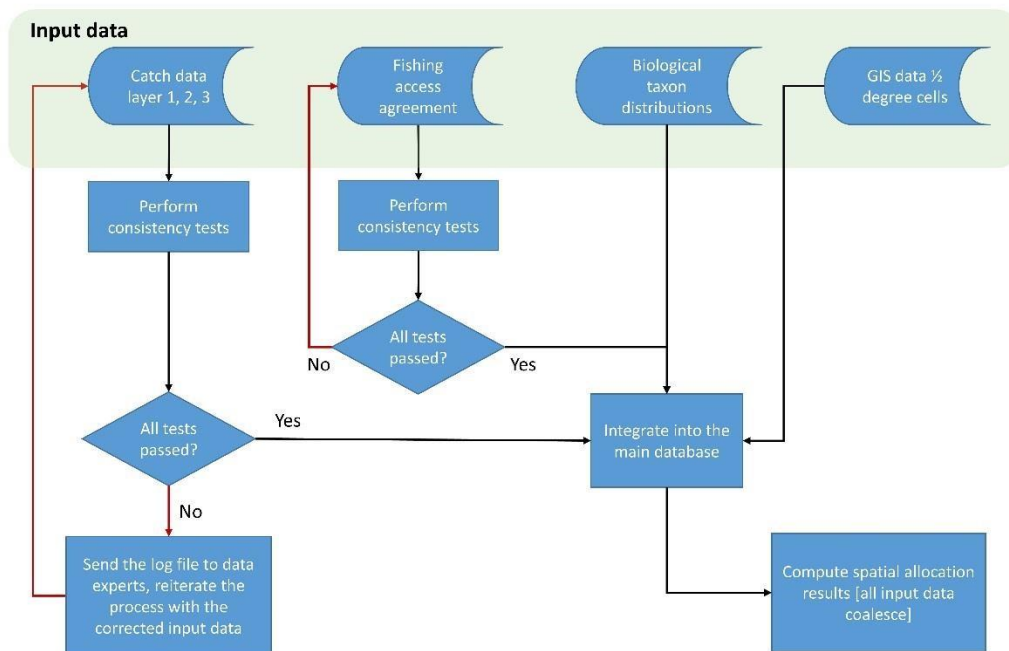 Input data
Catch data
layer 1, 2, 3
Fishing
access
agreement
Biological
taxon
distributions
GIS data ½
degree cells
Perform
consistency tests
Perform
consistency tests
All tests
passed?
No
Yes
All tests
passed?
Yes
No
Integrate into the
main database
Send the log file to data
experts, reiterate the
process with the
corrected input data
Compute spatial allocation
results [all input data
coalesce]